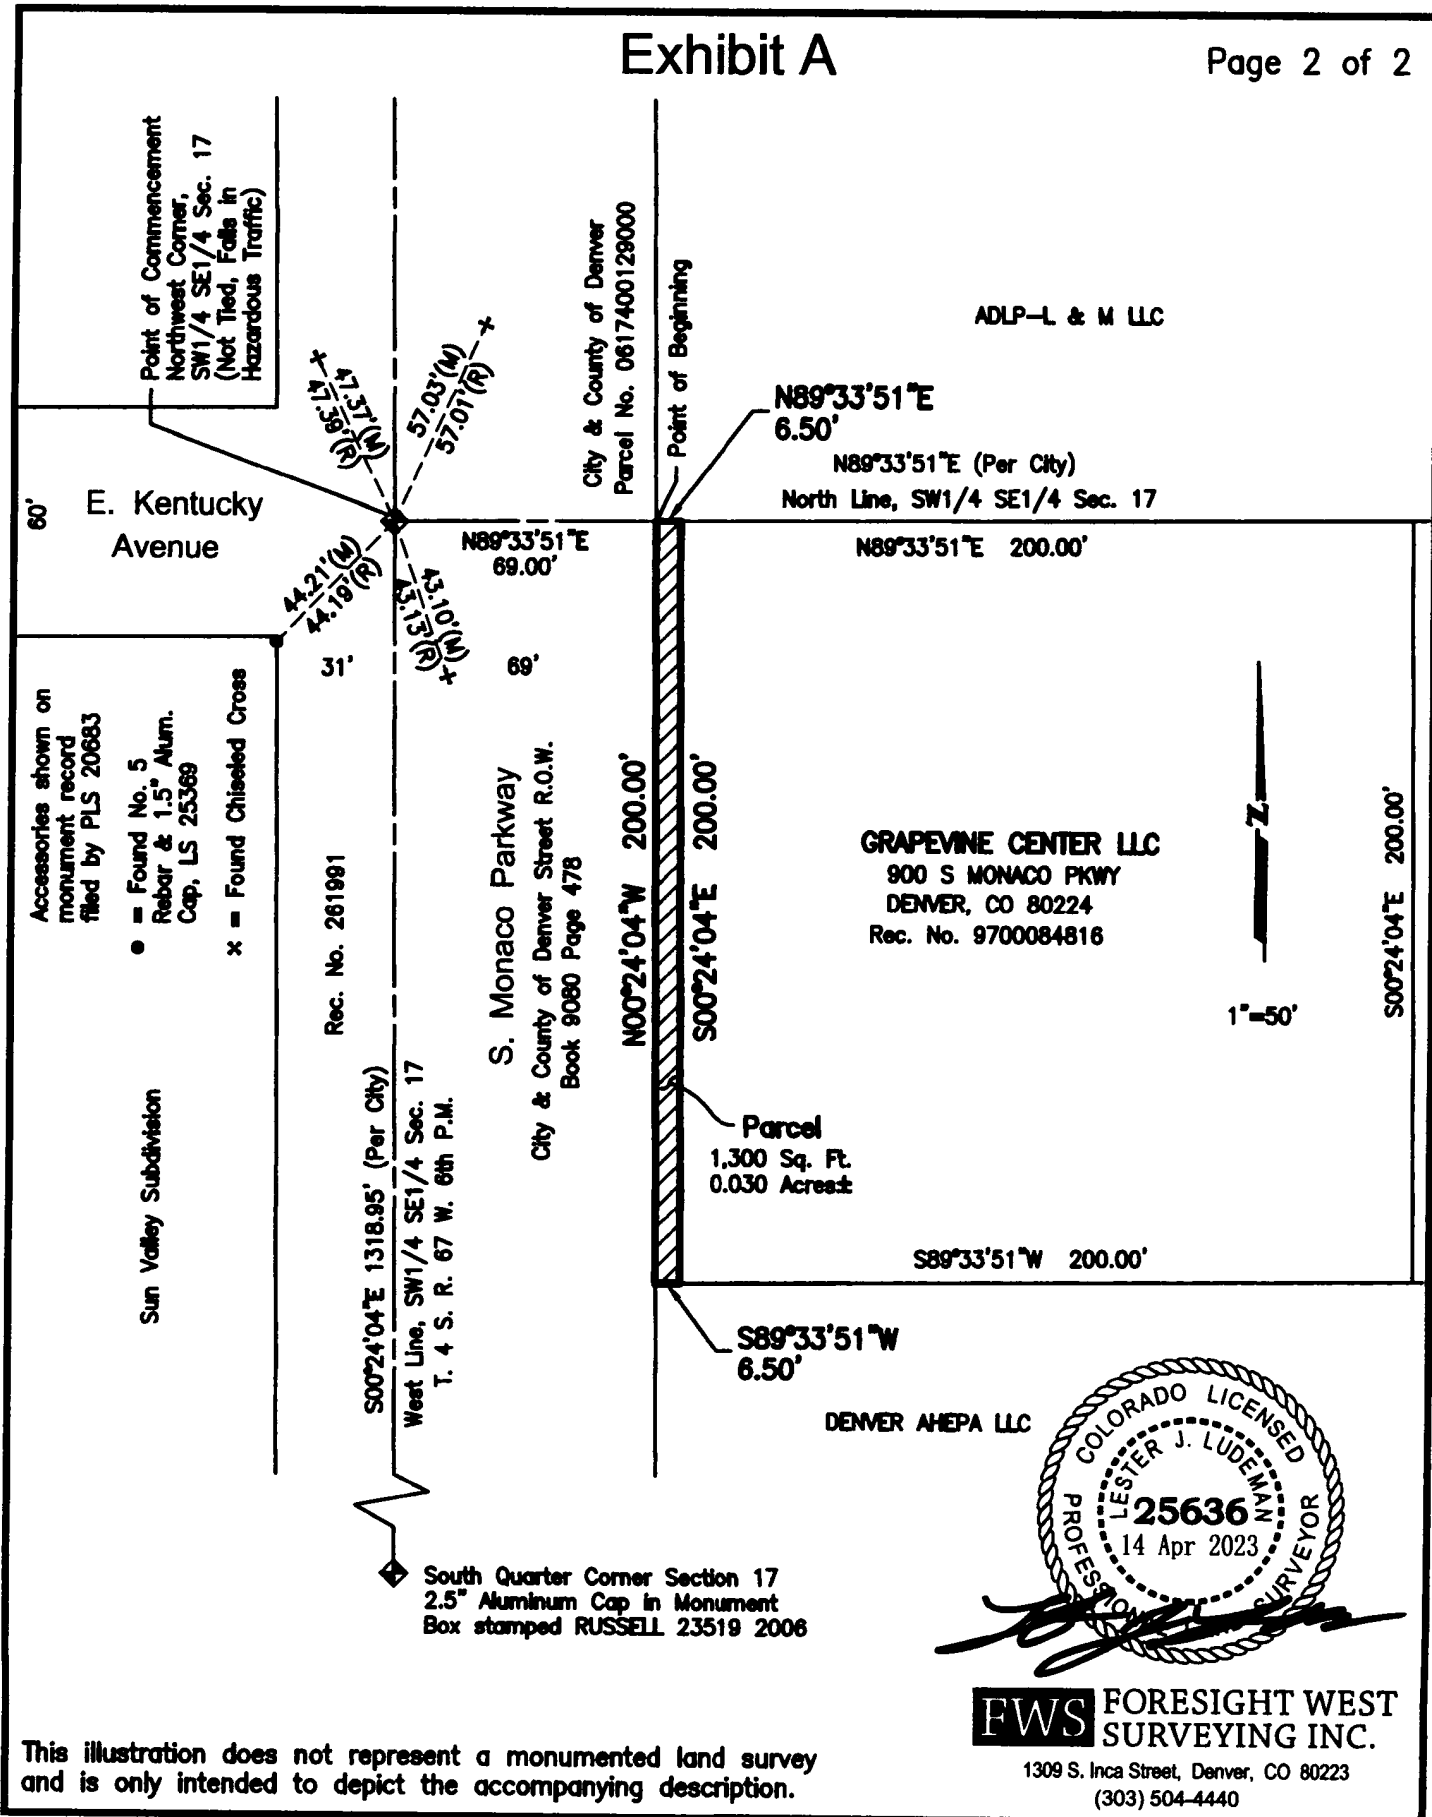 Exhibit A
Page 2 of 2
Point of Commencement
Northwest Corner,
SW1/4 SE1/4 Sec. 17
(Not Tied, Falls in
Hazardous Traffic)
47.37'(M)
47.39'(R)
57.03'(M)
57.01'(R)
City & County of Denver
Parcel No. 0617400129000
Point of Beginning
ADLP-L & M LLC
N89°33'51"E
6.50'
N89°33'51"E (Per City)
North Line, SW1/4 SE1/4 Sec. 17
60'
E. Kentucky
Avenue
N89°33'51"E
69.00'
N89°33'51"E 200.00'
44.21'(M)
44.19'(R)
43.10'(M)
43.13'(R)
31'
69'
Accessories shown on
monument record
filed by PLS 20683
● = Found No. 5
Rebar & 1.5" Alum.
Cap, LS 25369
x = Found Chiseled Cross
Sun Valley Subdivision
Rec. No. 261991
S00°24'04"E 1318.95' (Per City)
West Line, SW1/4 SE1/4 Sec. 17
T. 4 S. R. 67 W. 6th P.M.
S. Monaco Parkway
City & County of Denver Street R.O.W.
Book 9080 Page 478
N00°24'04"W 200.00'
S00°24'04"E 200.00'
GRAPEVINE CENTER LLC
900 S MONACO PKWY
DENVER, CO 80224
Rec. No. 9700084816
N
1"=50'
S00°24'04"E 200.00'
Parcel
1,300 Sq. Ft.
0.030 Acres±
S89°33'51"W 200.00'
S89°33'51"W
6.50'
DENVER AHEPA LLC
COLORADO LICENSED
LESTER J. LUDEMAN
25636
14 Apr 2023
PROFESSIONAL
SURVEYOR
South Quarter Corner Section 17
2.5" Aluminum Cap in Monument
Box stamped RUSSELL 23519 2006
FWS FORESIGHT WEST
SURVEYING INC.
1309 S. Inca Street, Denver, CO 80223
(303) 504-4440
This illustration does not represent a monumented land survey
and is only intended to depict the accompanying description.